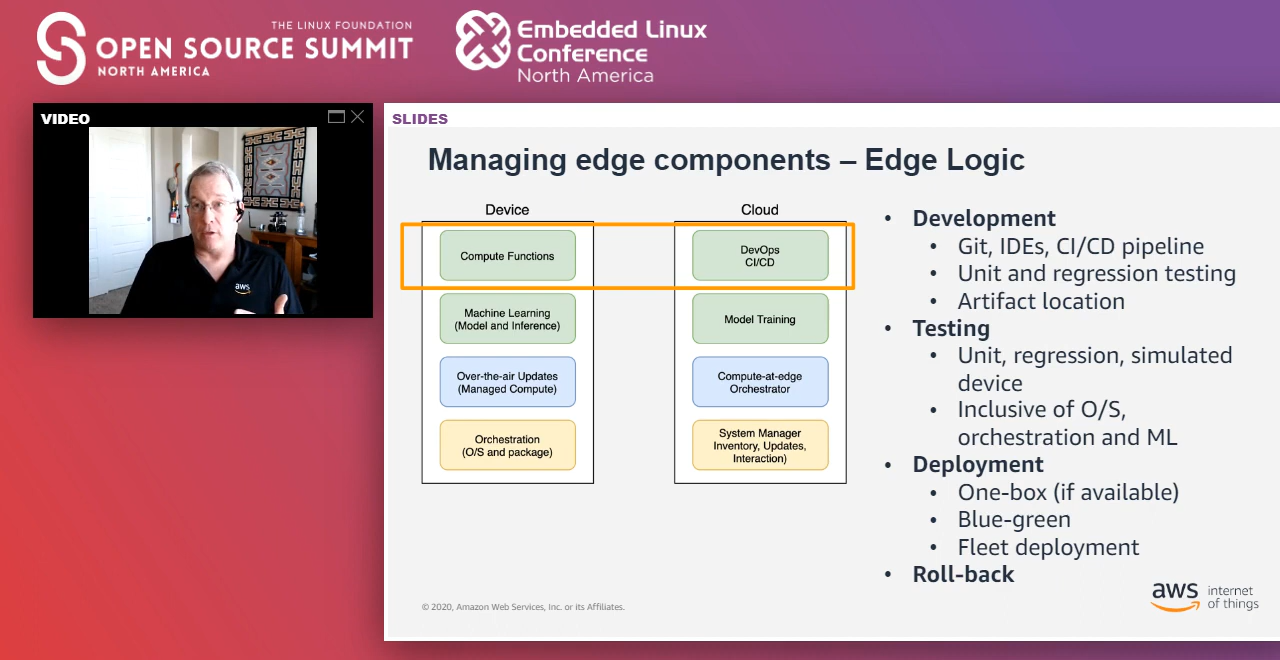 THE LINUX FOUNDATION
OPEN SOURCE SUMMIT
NORTH AMERICA
Embedded Linux
Conference
North America
VIDEO
aws
SLIDES
Managing edge components – Edge Logic
Device
Cloud
Compute Functions
DevOps
CI/CD
Machine Learning
(Model and Inference)
Model Training
Over-the-air Updates
(Managed Compute)
Compute-at-edge
Orchestrator
Orchestration
(O/S and package)
System Manager
Inventory, Updates,
Interaction)
• Development
• Git, IDEs, CI/CD pipeline
• Unit and regression testing
• Artifact location
• Testing
• Unit, regression, simulated
device
• Inclusive of O/S,
orchestration and ML
• Deployment
• One-box (if available)
• Blue-green
• Fleet deployment
• Roll-back
© 2020, Amazon Web Services, Inc. or its Affiliates.
aws
internet
of things